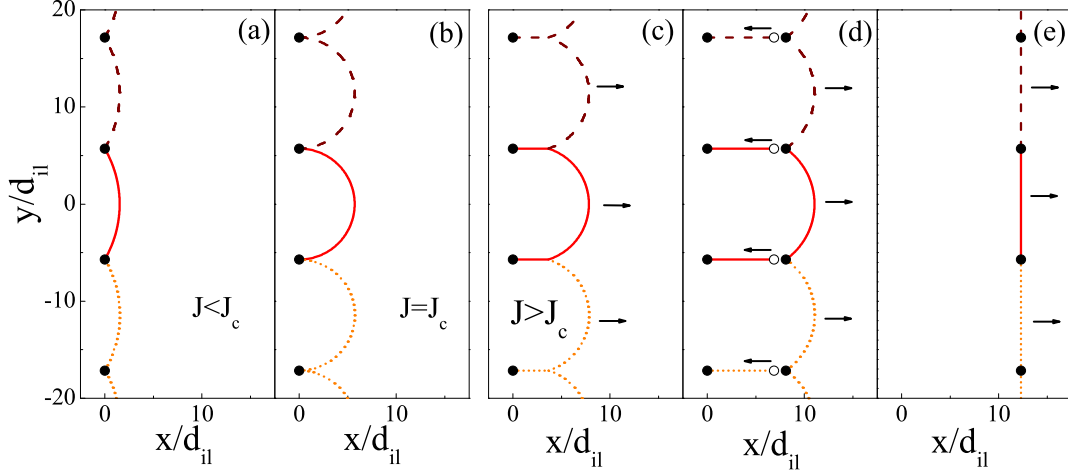 (a) (b) (c) (d) (e)
20
10
0
-10
-20
y/d_il
J<J_c J=J_c J>J_c
0 10 0 10 0 10 0 10 0 10
x/d_il x/d_il x/d_il x/d_il x/d_il